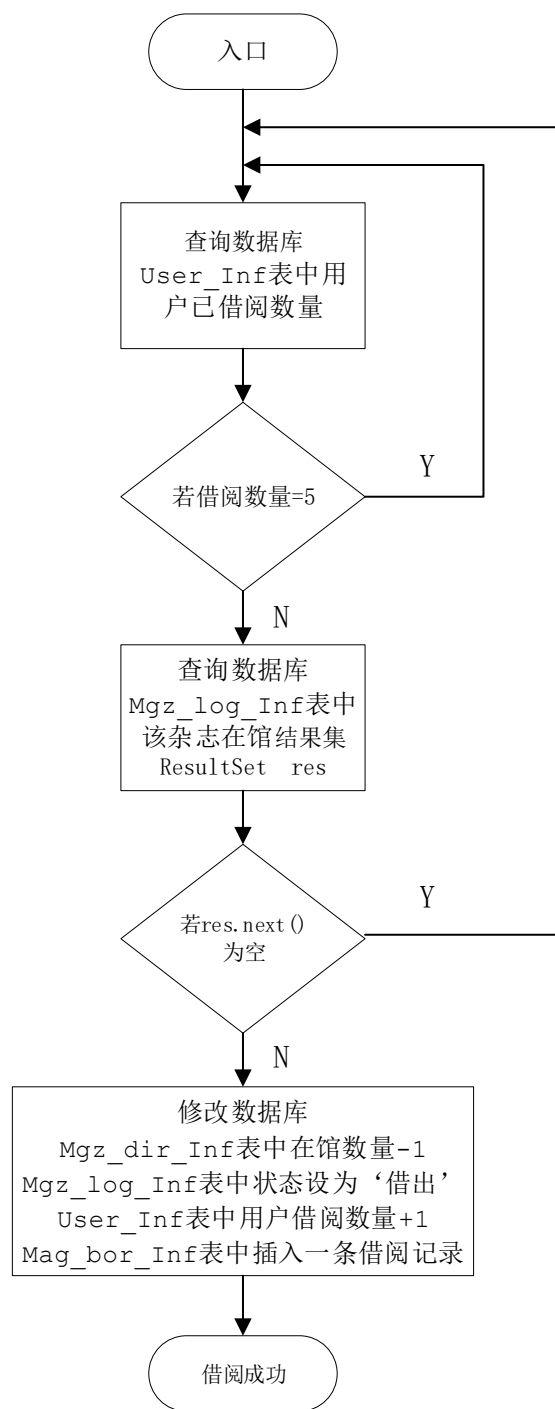 入口
查询数据库
User_Inf表中用
户已借阅数量
若借阅数量=5
Y
N
查询数据库
Mgz_log_Inf表中
该杂志在馆结果集
ResultSet res
若res.next()
为空
Y
N
修改数据库
Mgz_dir_Inf表中在馆数量-1
Mgz_log_Inf表中状态设为‘借出’
User_Inf表中用户借阅数量+1
Mag_bor_Inf表中插入一条借阅记录
借阅成功